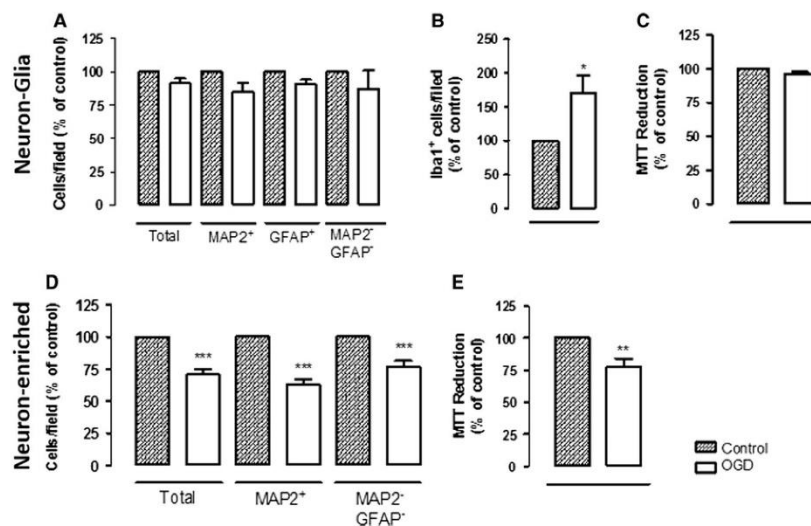 Neuron-Glia
A
Cells/field (% of control)
125
100
75
50
25
0
Total
MAP2⁺
GFAP⁺
MAP2⁻
GFAP⁻
B
Iba1⁺ cells/filed
(% of control)
250
200
150
100
50
0
*
C
MTT Reduction
(% of control)
125
100
75
50
25
0
Neuron-enriched
D
Cells/field (% of control)
125
100
75
50
25
0
***
***
***
Total
MAP2⁺
MAP2⁻
GFAP⁻
E
MTT Reduction
(% of control)
125
100
75
50
25
0
**
Control
OGD